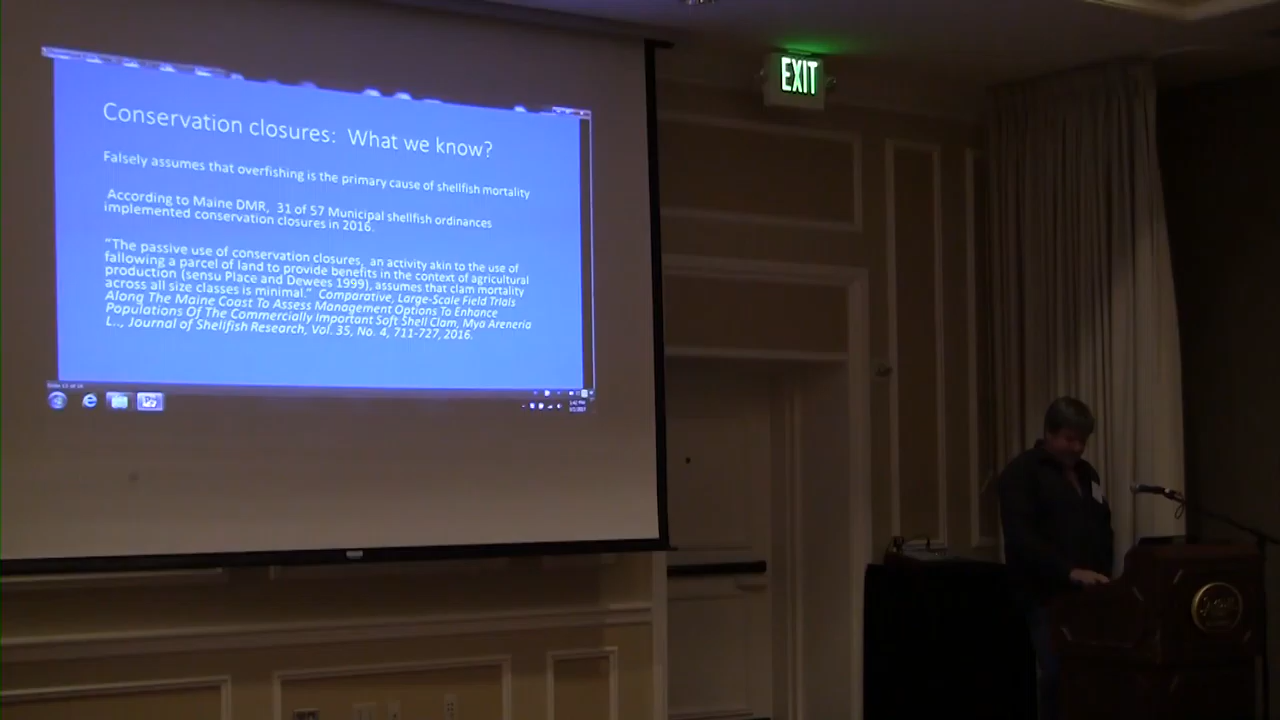 EXIT
Conservation closures: What we know?
Falsely assumes that overfishing is the primary cause of shellfish mortality
According to Maine DMR, 31 of 57 Municipal shellfish ordinances
implemented conservation closures in 2016.
"The passive use of conservation closures, an activity akin to the use of
fallowing a parcel of land to provide benefits in the context of agricultural
production (sensu Place and Dewees 1999), assumes that clam mortality
across all size classes is minimal." Comparative, Large-Scale Field Trials
Along The Maine Coast To Assess Management Options To Enhance
Populations Of The Commercially Important Soft Shell Clam, Mya Areneria
L.., Journal of Shellfish Research, Vol. 35, No. 4, 711-727, 2016.